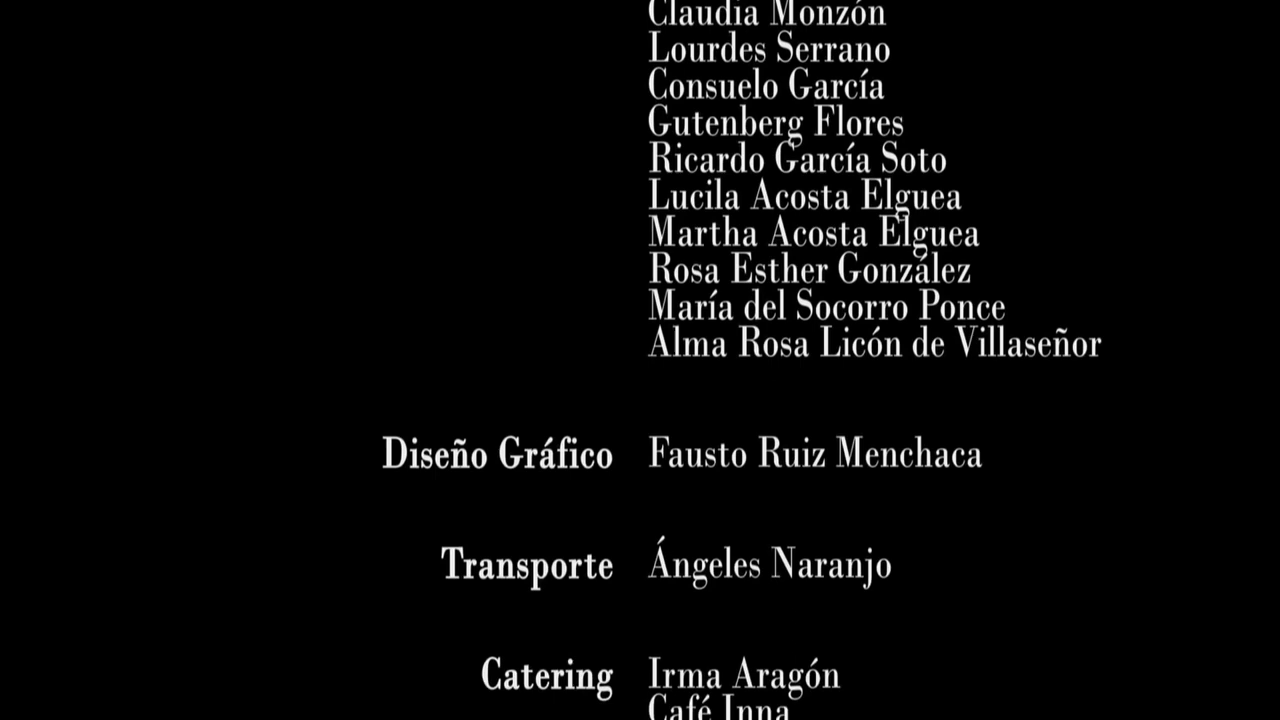 Claudia Monzón
Lourdes Serrano
Consuelo García
Gutenberg Flores
Ricardo García Soto
Lucila Acosta Elguea
Martha Acosta Elguea
Rosa Esther González
María del Socorro Ponce
Alma Rosa Licón de Villaseñor
Diseño Gráfico Fausto Ruiz Menchaca
Transporte Ángeles Naranjo
Catering Irma Aragón
Café Inna